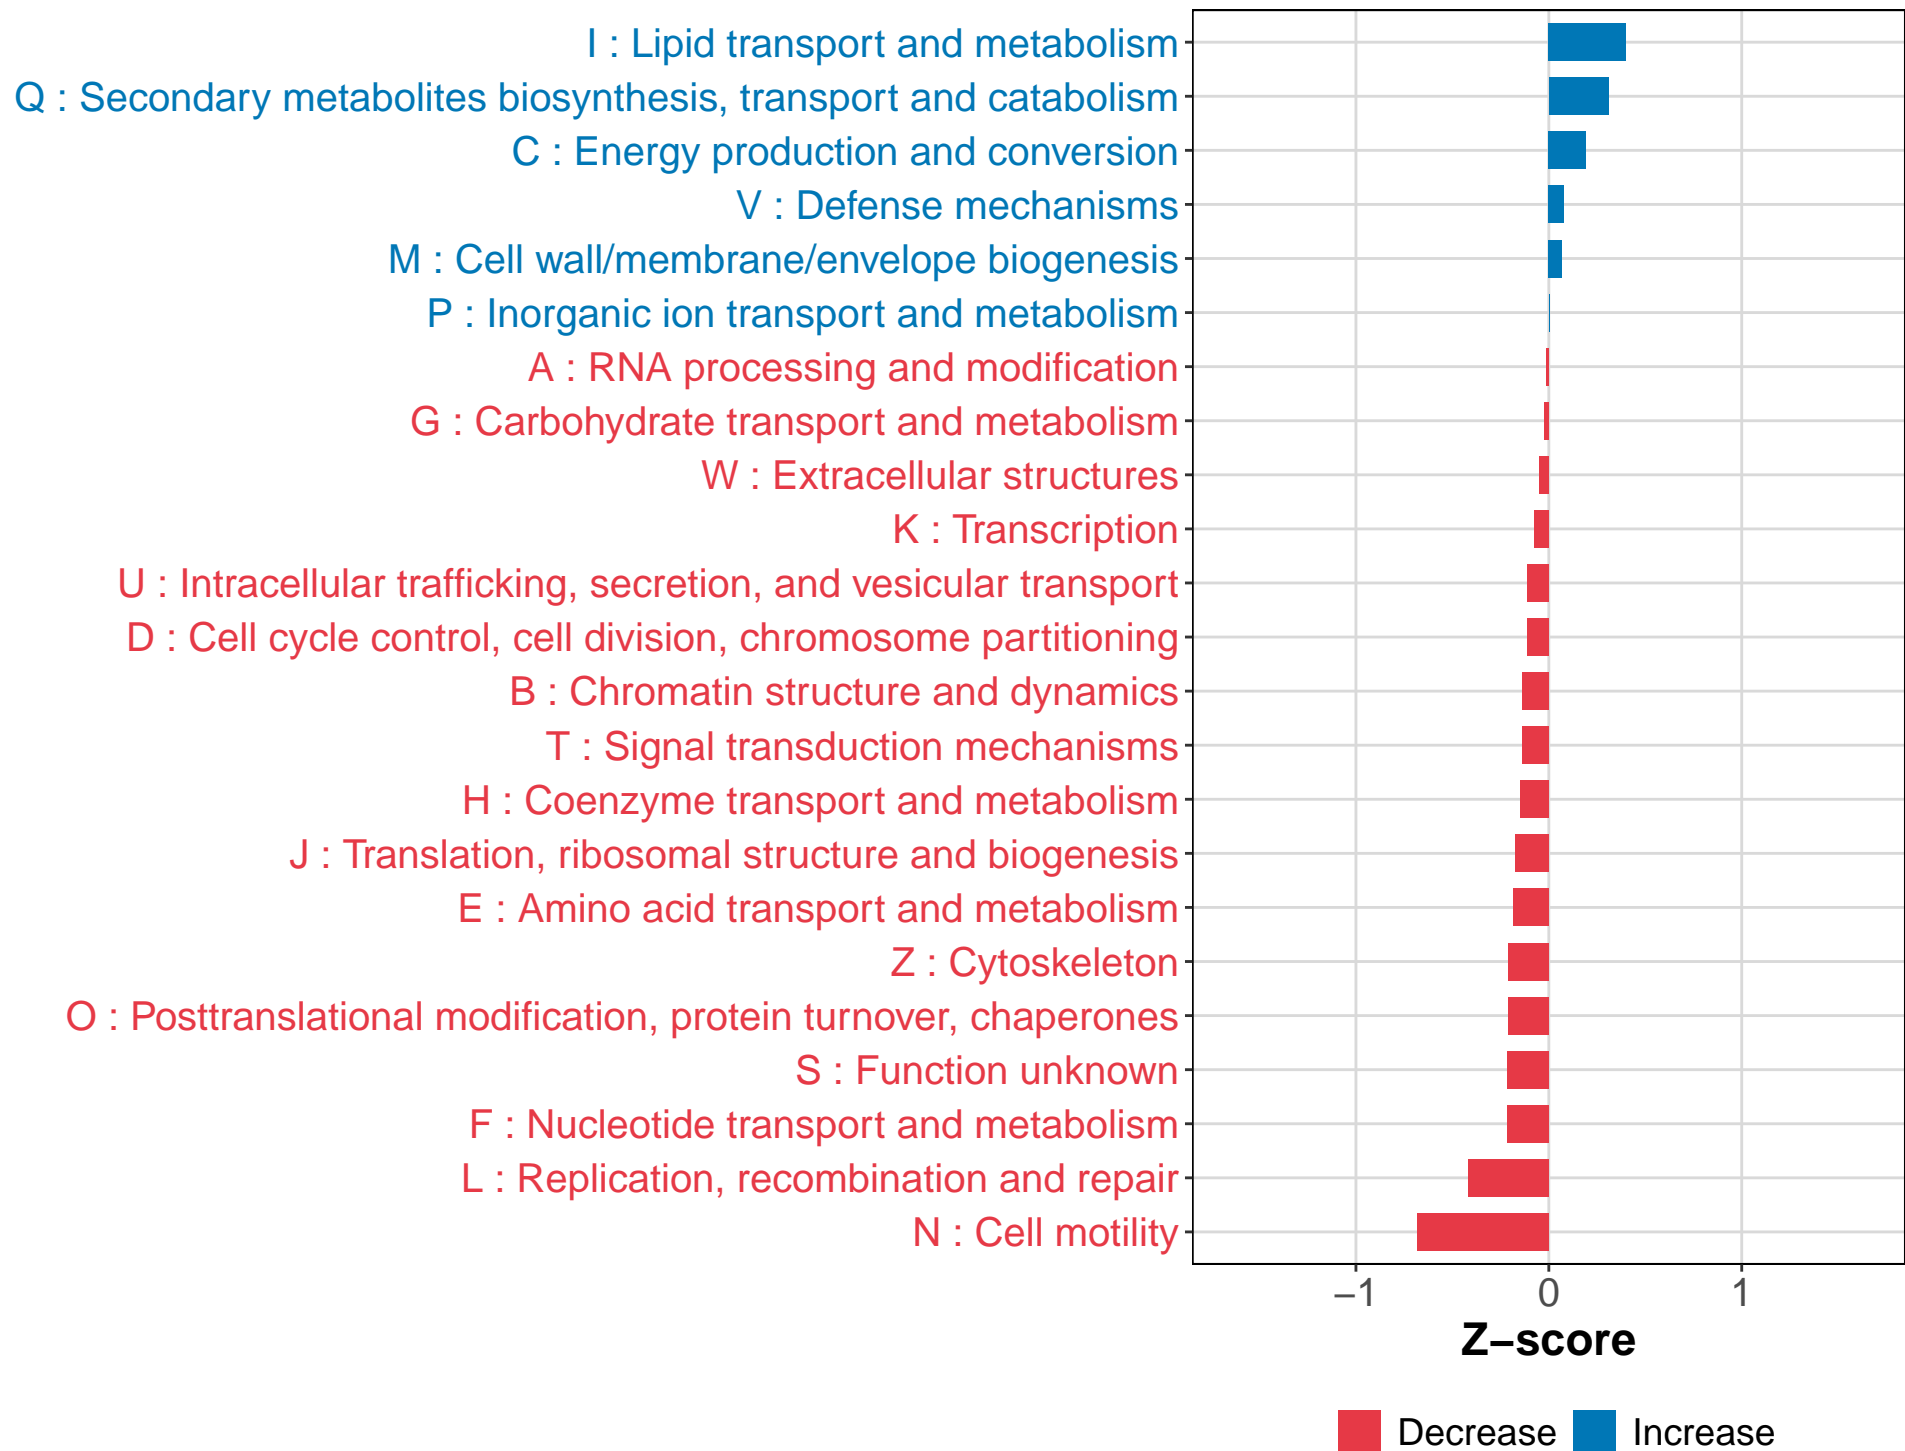 I : Lipid transport and metabolism
Q : Secondary metabolites biosynthesis, transport and catabolism
C : Energy production and conversion
V : Defense mechanisms
M : Cell wall/membrane/envelope biogenesis
P : Inorganic ion transport and metabolism
A : RNA processing and modification
G : Carbohydrate transport and metabolism
W : Extracellular structures
K : Transcription
U : Intracellular trafficking, secretion, and vesicular transport
D : Cell cycle control, cell division, chromosome partitioning
B : Chromatin structure and dynamics
T : Signal transduction mechanisms
H : Coenzyme transport and metabolism
J : Translation, ribosomal structure and biogenesis
E : Amino acid transport and metabolism
Z : Cytoskeleton
O : Posttranslational modification, protein turnover, chaperones
S : Function unknown
F : Nucleotide transport and metabolism
L : Replication, recombination and repair
N : Cell motility
−1 0 1
Z−score
Decrease Increase